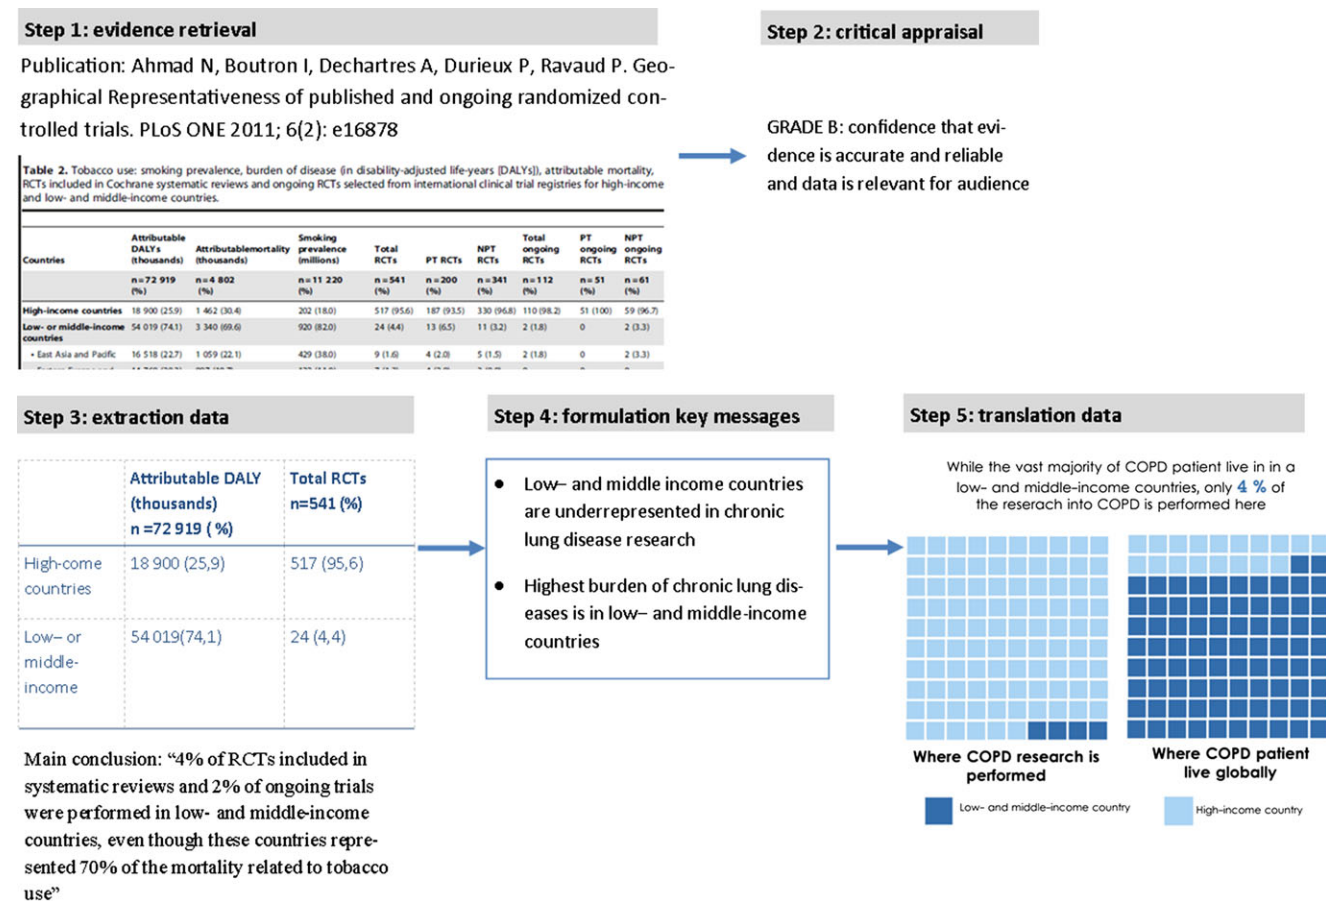 Step 1: evidence retrieval
Publication: Ahmad N, Boutron I, Dechartres A, Durieux P, Ravaud P. Geo-
graphical Representativeness of published and ongoing randomized con-
trolled trials. PLoS ONE 2011; 6(2): e16878
Table 2. Tobacco use: smoking prevalence, burden of disease (in disability-adjusted life-years [DALYs]), attributable mortality,
RCTs included in Cochrane systematic reviews and ongoing RCTs selected from international clinical trial registries for high-income
and low- and middle-income countries.
Countries Attributable DALYs (thousands) Attributablemortality (thousands) Smoking prevalence (millions) Total RCTs PT RCTs NPT RCTs Total ongoing RCTs PT ongoing RCTs NPT ongoing RCTs
n=72 919 (%) n=4 802 (%) n=11 220 (%) n=541 (%) n=200 (%) n=341 (%) n=112 (%) n=51 (%) n=61 (%)
High-income countries 18 900 (25.9) 1 462 (30.4) 202 (18.0) 517 (95.6) 187 (93.5) 330 (96.8) 110 (98.2) 51 (100) 59 (96.7)
Low- or middle-income countries 54 019 (74.1) 3 340 (69.6) 920 (82.0) 24 (4.4) 13 (6.5) 11 (3.2) 2 (1.8) 0 2 (3.3)
• East Asia and Pacific 16 518 (22.7) 1 059 (22.1) 429 (38.0) 9 (1.6) 4 (2.0) 5 (1.5) 2 (1.8) 0 2 (3.3)
Step 2: critical appraisal
GRADE B: confidence that evi-
dence is accurate and reliable
and data is relevant for audience
Step 3: extraction data
Attributable DALY (thousands) n =72 919 ( %) Total RCTs n=541 (%)
High-come countries 18 900 (25,9) 517 (95,6)
Low– or middle-income 54 019(74,1) 24 (4,4)
Main conclusion: “4% of RCTs included in
systematic reviews and 2% of ongoing trials
were performed in low- and middle-income
countries, even though these countries repre-
sented 70% of the mortality related to tobacco
use”
Step 4: formulation key messages
● Low– and middle income countries
are underrepresented in chronic
lung disease research
● Highest burden of chronic lung dis-
eases is in low– and middle-income
countries
Step 5: translation data
While the vast majority of COPD patient live in in a
low- and middle-income countries, only 4 % of
the reserach into COPD is performed here
Where COPD research is
performed
Where COPD patient
live globally
Low- and middle-income country
High-income country